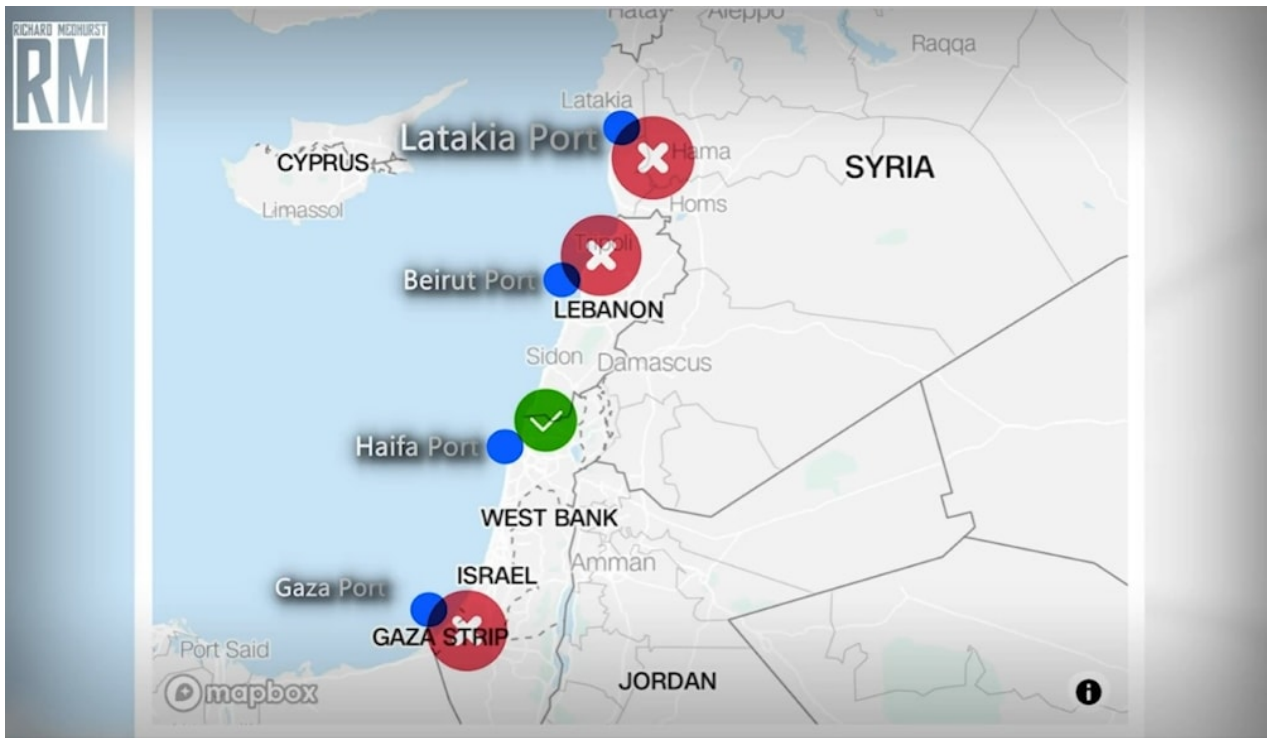 RICHARD MEDHURST
RM
Hatay
Aleppo
Raqqa
Latakia
Latakia Port
Hama
CYPRUS
SYRIA
Limassol
Homs
Tripoli
Beirut Port
LEBANON
Sidon
Damascus
Haifa Port
WEST BANK
Amman
ISRAEL
Gaza Port
GAZA STRIP
Port Said
JORDAN
mapbox
i